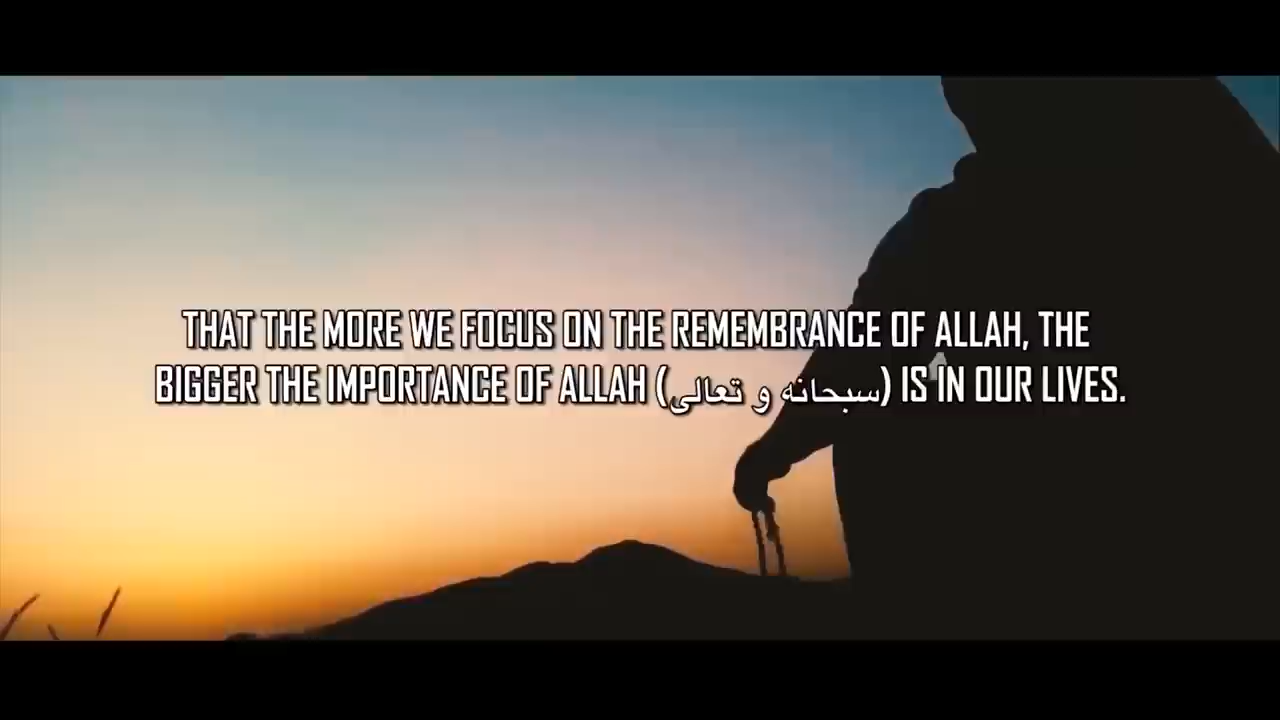 THAT THE MORE WE FOCUS ON THE REMEMBRANCE OF ALLAH, THE
BIGGER THE IMPORTANCE OF ALLAH (سبحانه و تعالى) IS IN OUR LIVES.